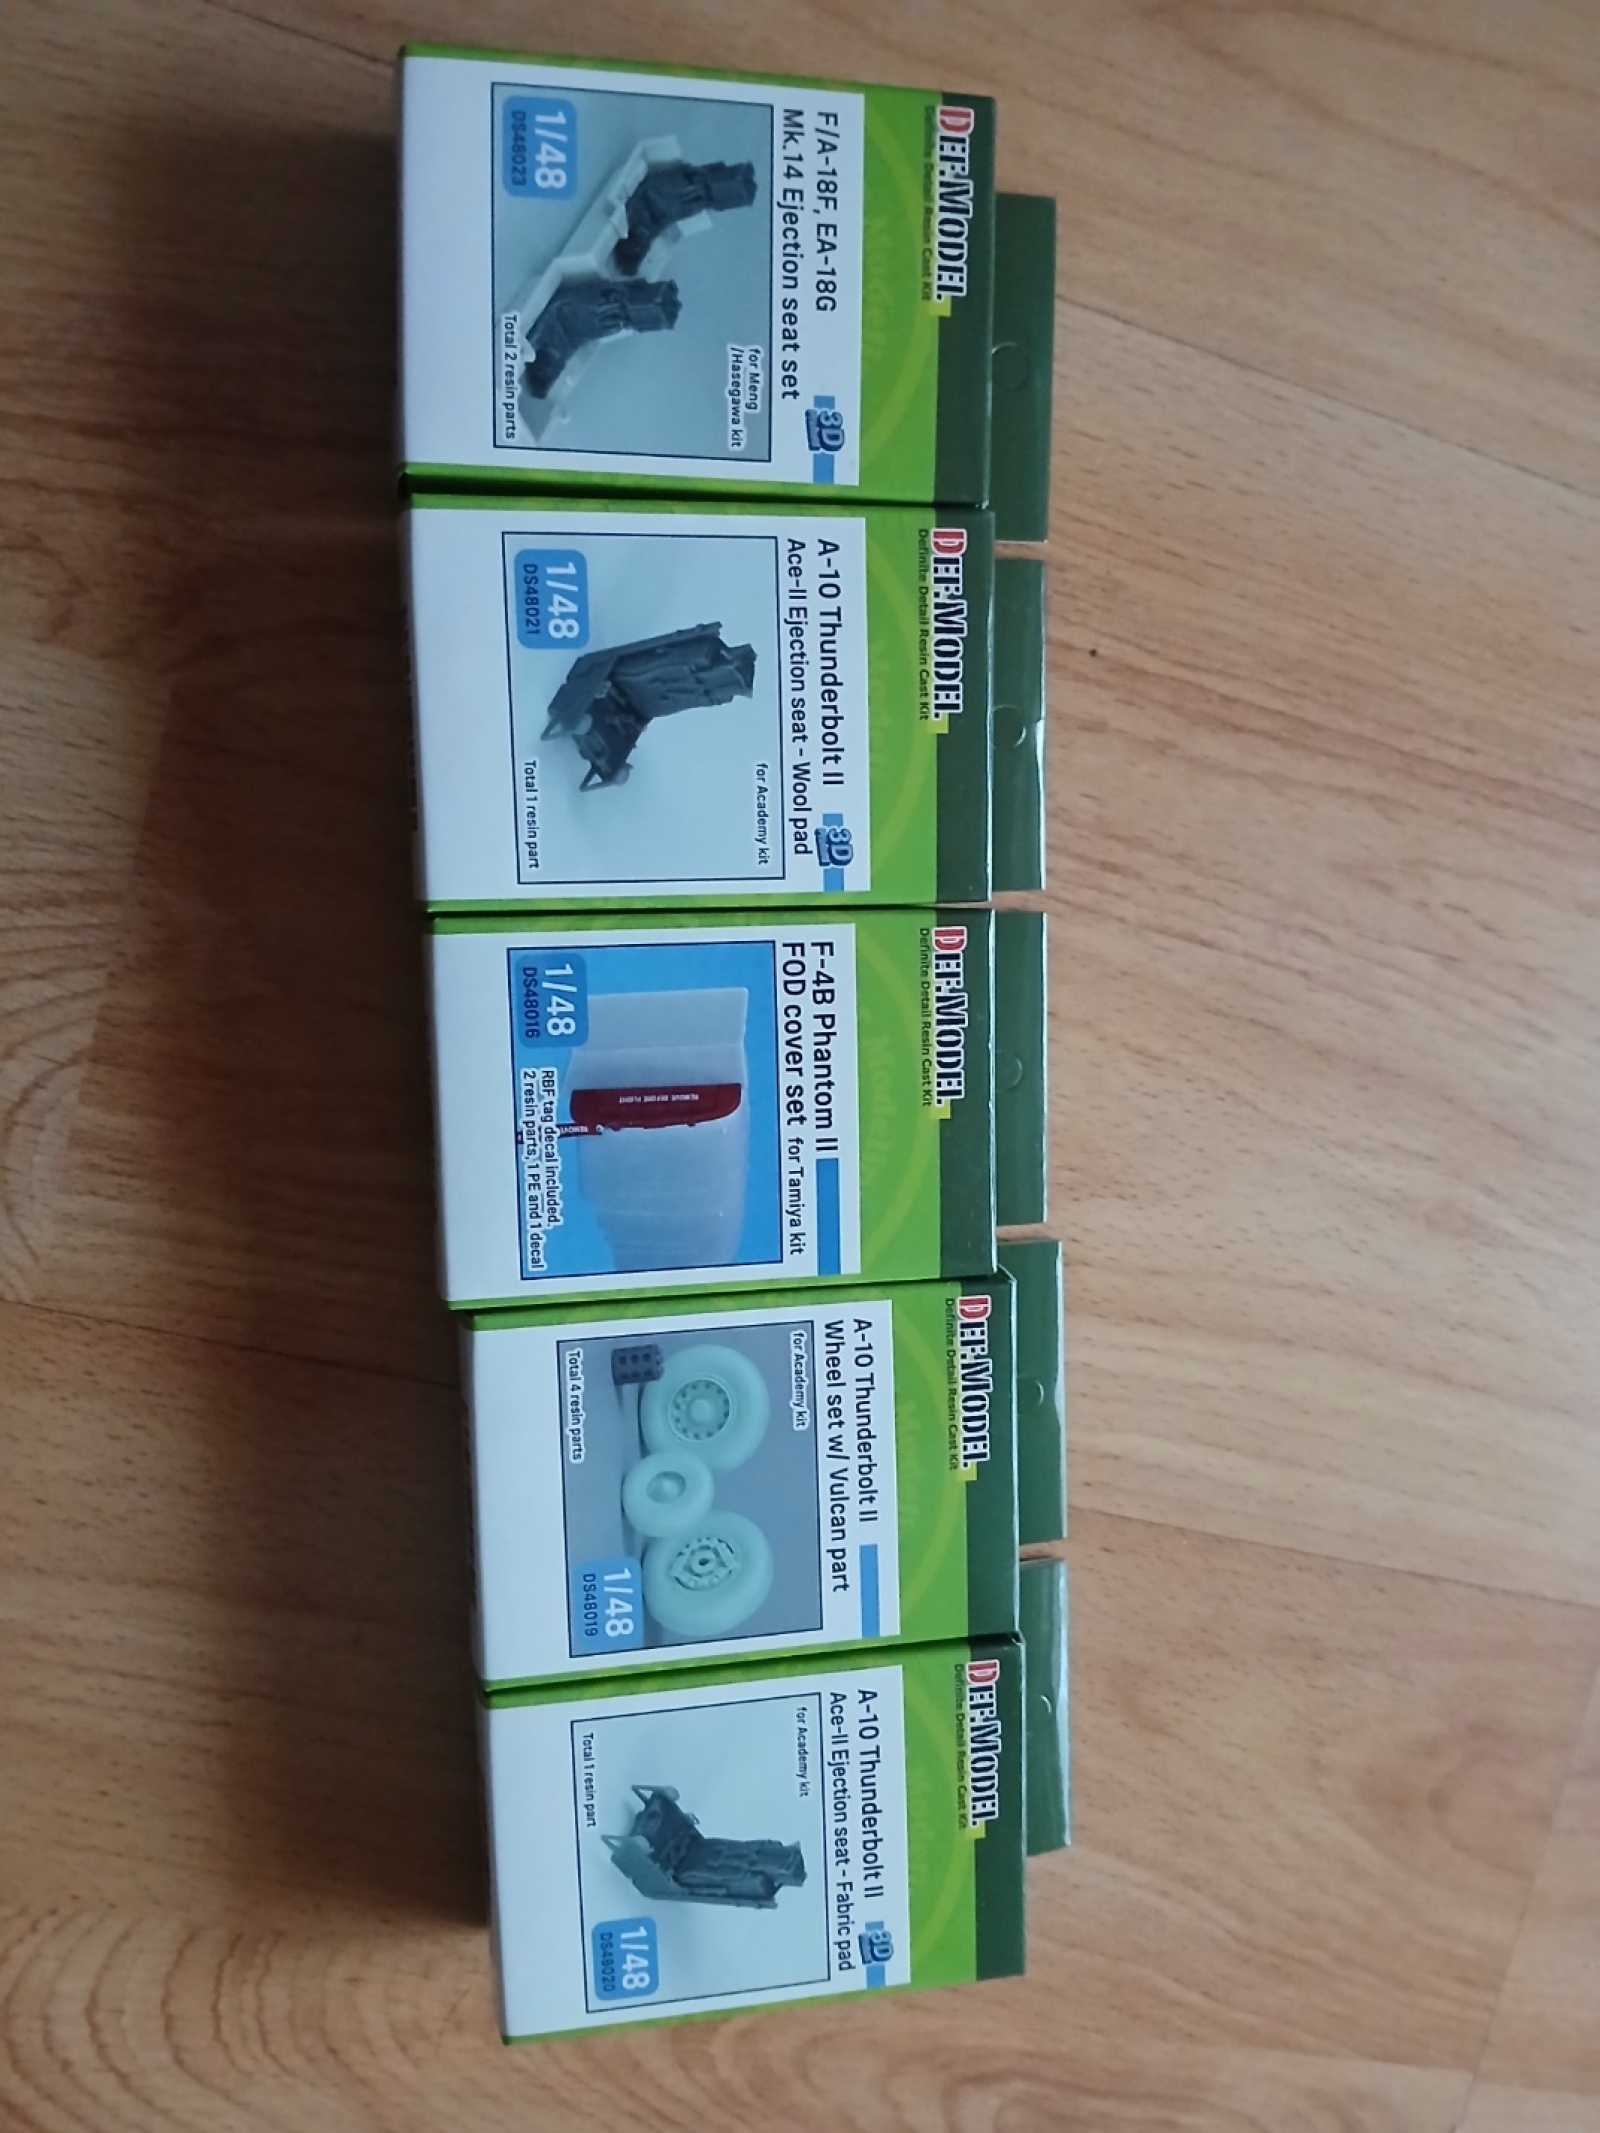 DEF.MODEL
Definite Detail Resin Cast Kit
F/A-18F, EA-18G
Mk.14 Ejection seat set
3D
for Meng
/Hasegawa kit
1/48
DS48023
Total 2 resin parts
DEF.MODEL
Definite Detail Resin Cast Kit
A-10 Thunderbolt II
Ace-II Ejection seat - Wool pad
3D
for Academy kit
1/48
DS48021
Total 1 resin part
DEF.MODEL
Definite Detail Resin Cast Kit
F-4B Phantom II
FOD cover set for Tamiya kit
REMOVE BEFORE FLIGHT
REMOVE
1/48
DS48016
RBF tag decal included.
2 resin parts, 1 PE and 1 decal
DEF.MODEL
Definite Detail Resin Cast Kit
A-10 Thunderbolt II
Wheel set w/ Vulcan part
for Academy kit
Total 4 resin parts
1/48
DS48019
DEF.MODEL
Definite Detail Resin Cast Kit
A-10 Thunderbolt II
Ace-II Ejection seat - Fabric pad
3D
for Academy kit
Total 1 resin part
1/48
DS48020